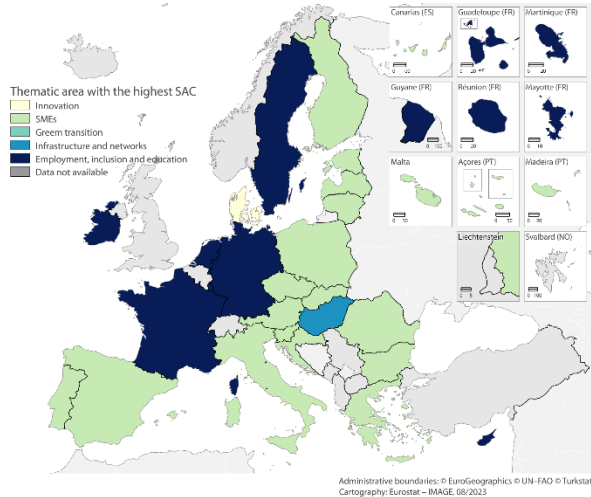 Thematic area with the highest SAC
Innovation
SMEs
Greem transition
Infrastructure and networks
Employment, inclusion and education
Data not available
Canarias (ES)
Guadeloupe (FR)
Martinique (FR)
Guyane (FR)
Réunion (FR)
Mayotte (FR)
Malta
Açores (PT)
Madeira (PT)
Liechtenstein
Svalbard (NO)
Administrative boundaries: © EuroGeographics © UN–FAO © Turkstat
Cartography: Eurostat – IMAGE, 08/2023